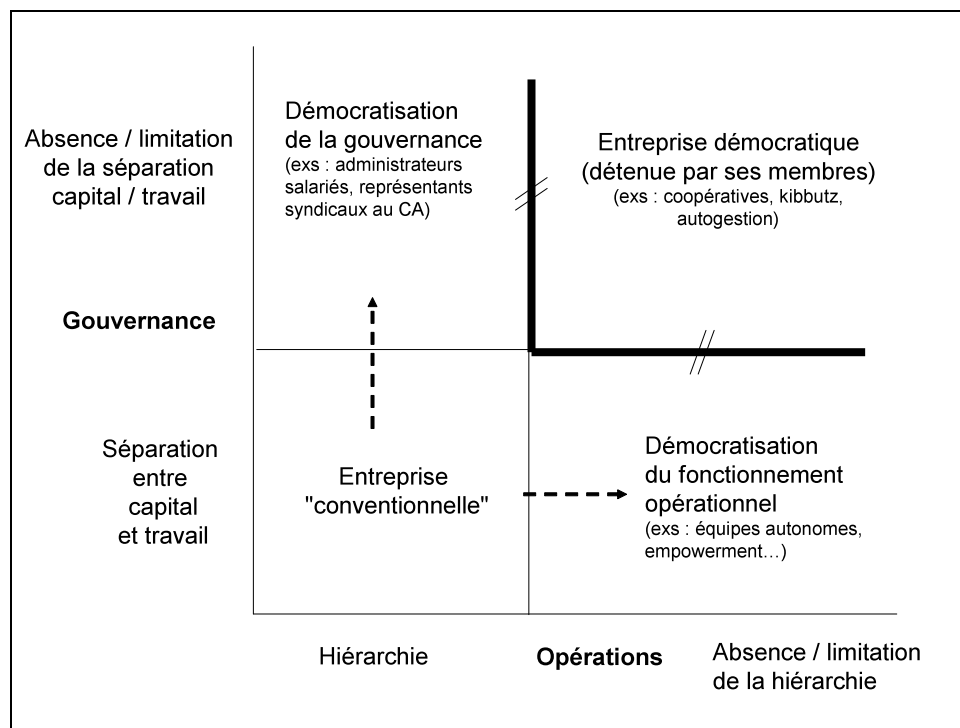 Absence / limitation
de la séparation
capital / travail
Démocratisation
de la gouvernance
(exs : administrateurs
salariés, représentants
syndicaux au CA)
Entreprise démocratique
(détenue par ses membres)
(exs : coopératives, kibbutz,
autogestion)
Gouvernance
Séparation
entre
capital
et travail
Entreprise
"conventionnelle"
Démocratisation
du fonctionnement
opérationnel
(exs : équipes autonomes,
empowerment…)
Hiérarchie
Opérations
Absence / limitation
de la hiérarchie